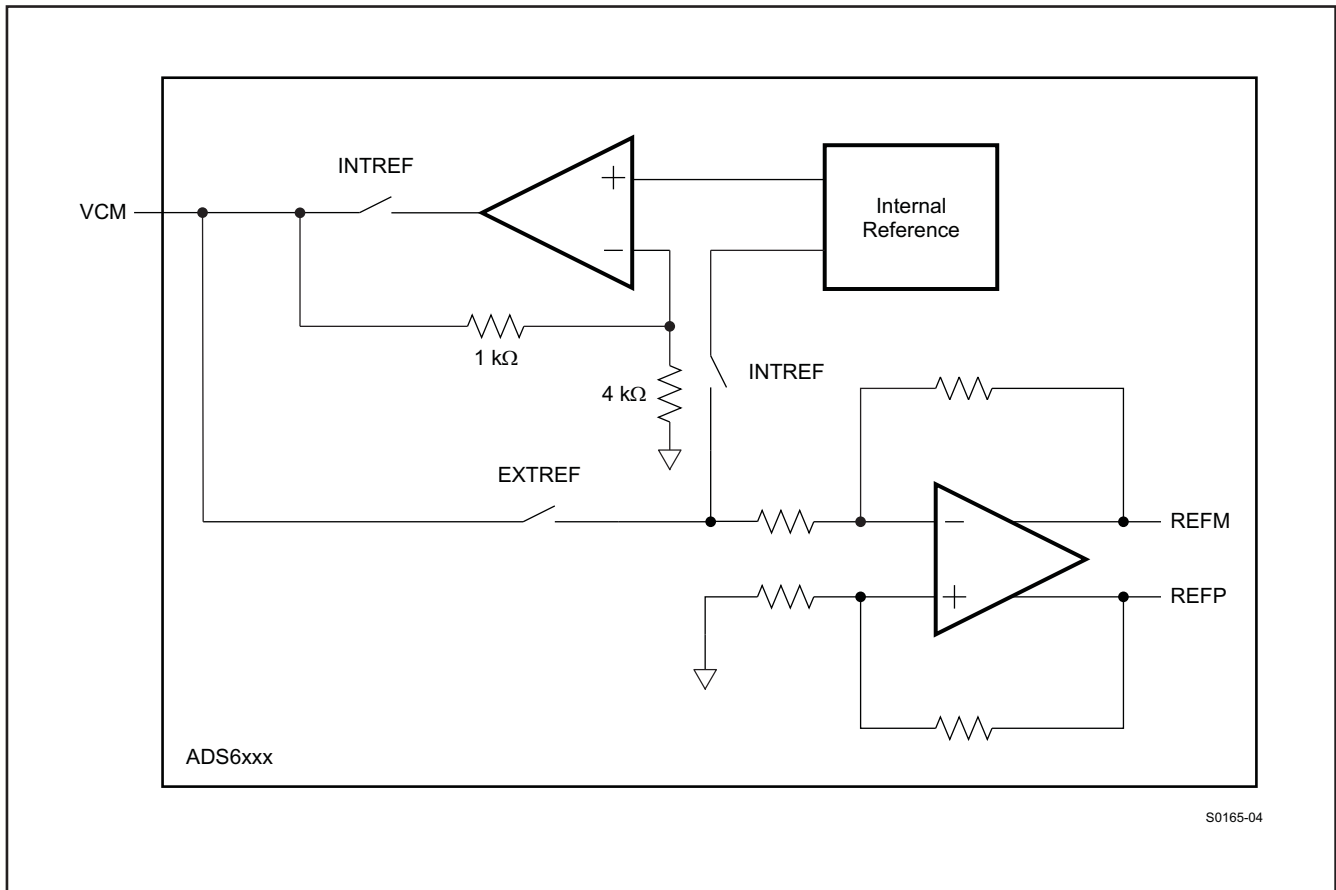 INTREF
VCM
+
−
Internal
Reference
1 kΩ
4 kΩ
INTREF
EXTREF
−
REFM
+
REFP
ADS6xxx
S0165-04